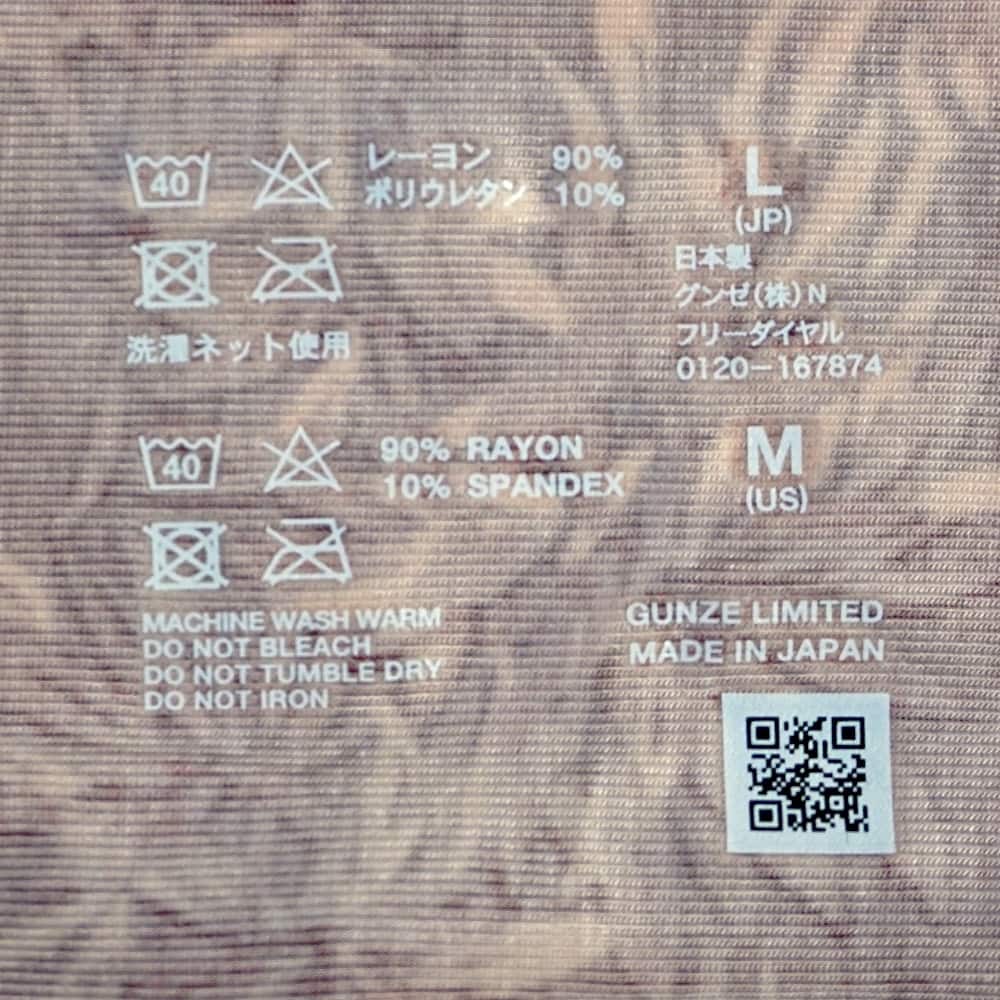 40 レーヨン 90%
ポリウレタン 10%
洗濯ネット使用
L
(JP)
日本製
グンゼ(株)N
フリーダイヤル
0120-167874
40 90% RAYON
10% SPANDEX
MACHINE WASH WARM
DO NOT BLEACH
DO NOT TUMBLE DRY
DO NOT IRON
M
(US)
GUNZE LIMITED
MADE IN JAPAN